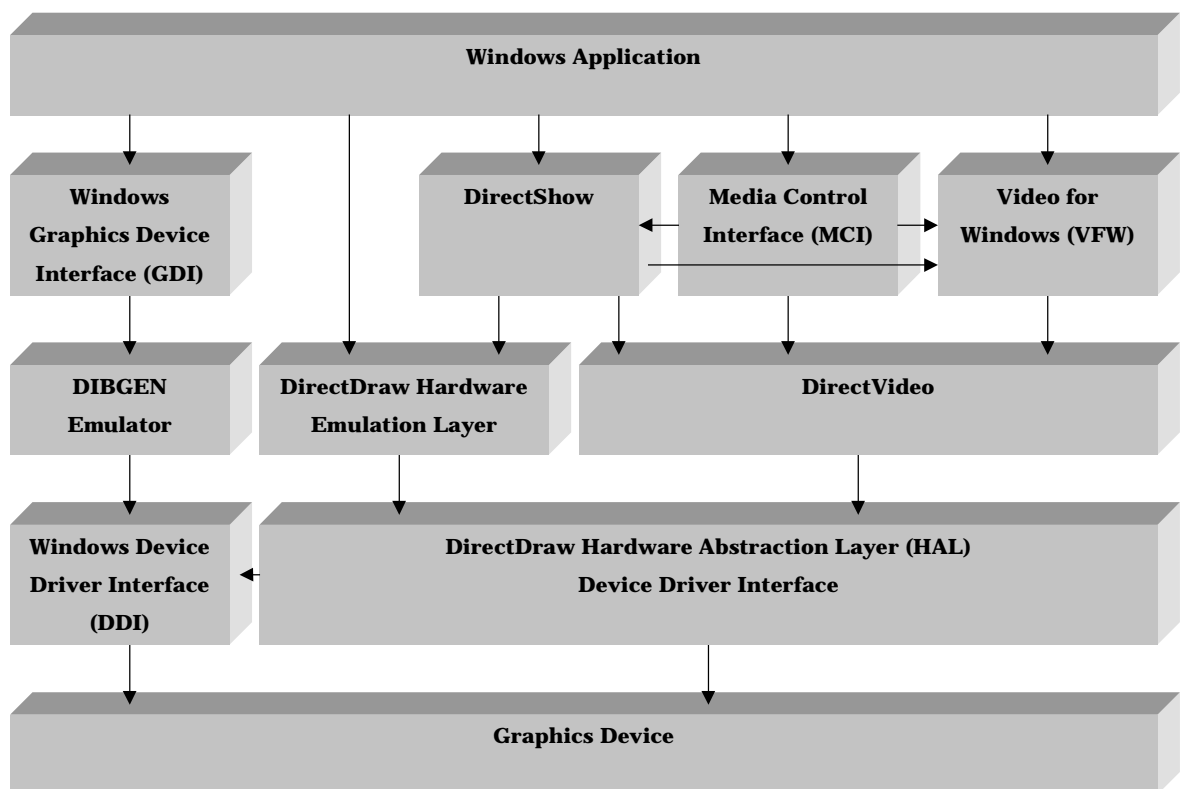 Windows Application
Windows
Graphics Device
Interface (GDI)
DirectShow
Media Control
Interface (MCI)
Video for
Windows (VFW)
DIBGEN
Emulator
DirectDraw Hardware
Emulation Layer
DirectVideo
Windows Device
Driver Interface
(DDI)
DirectDraw Hardware Abstraction Layer (HAL)
Device Driver Interface
Graphics Device